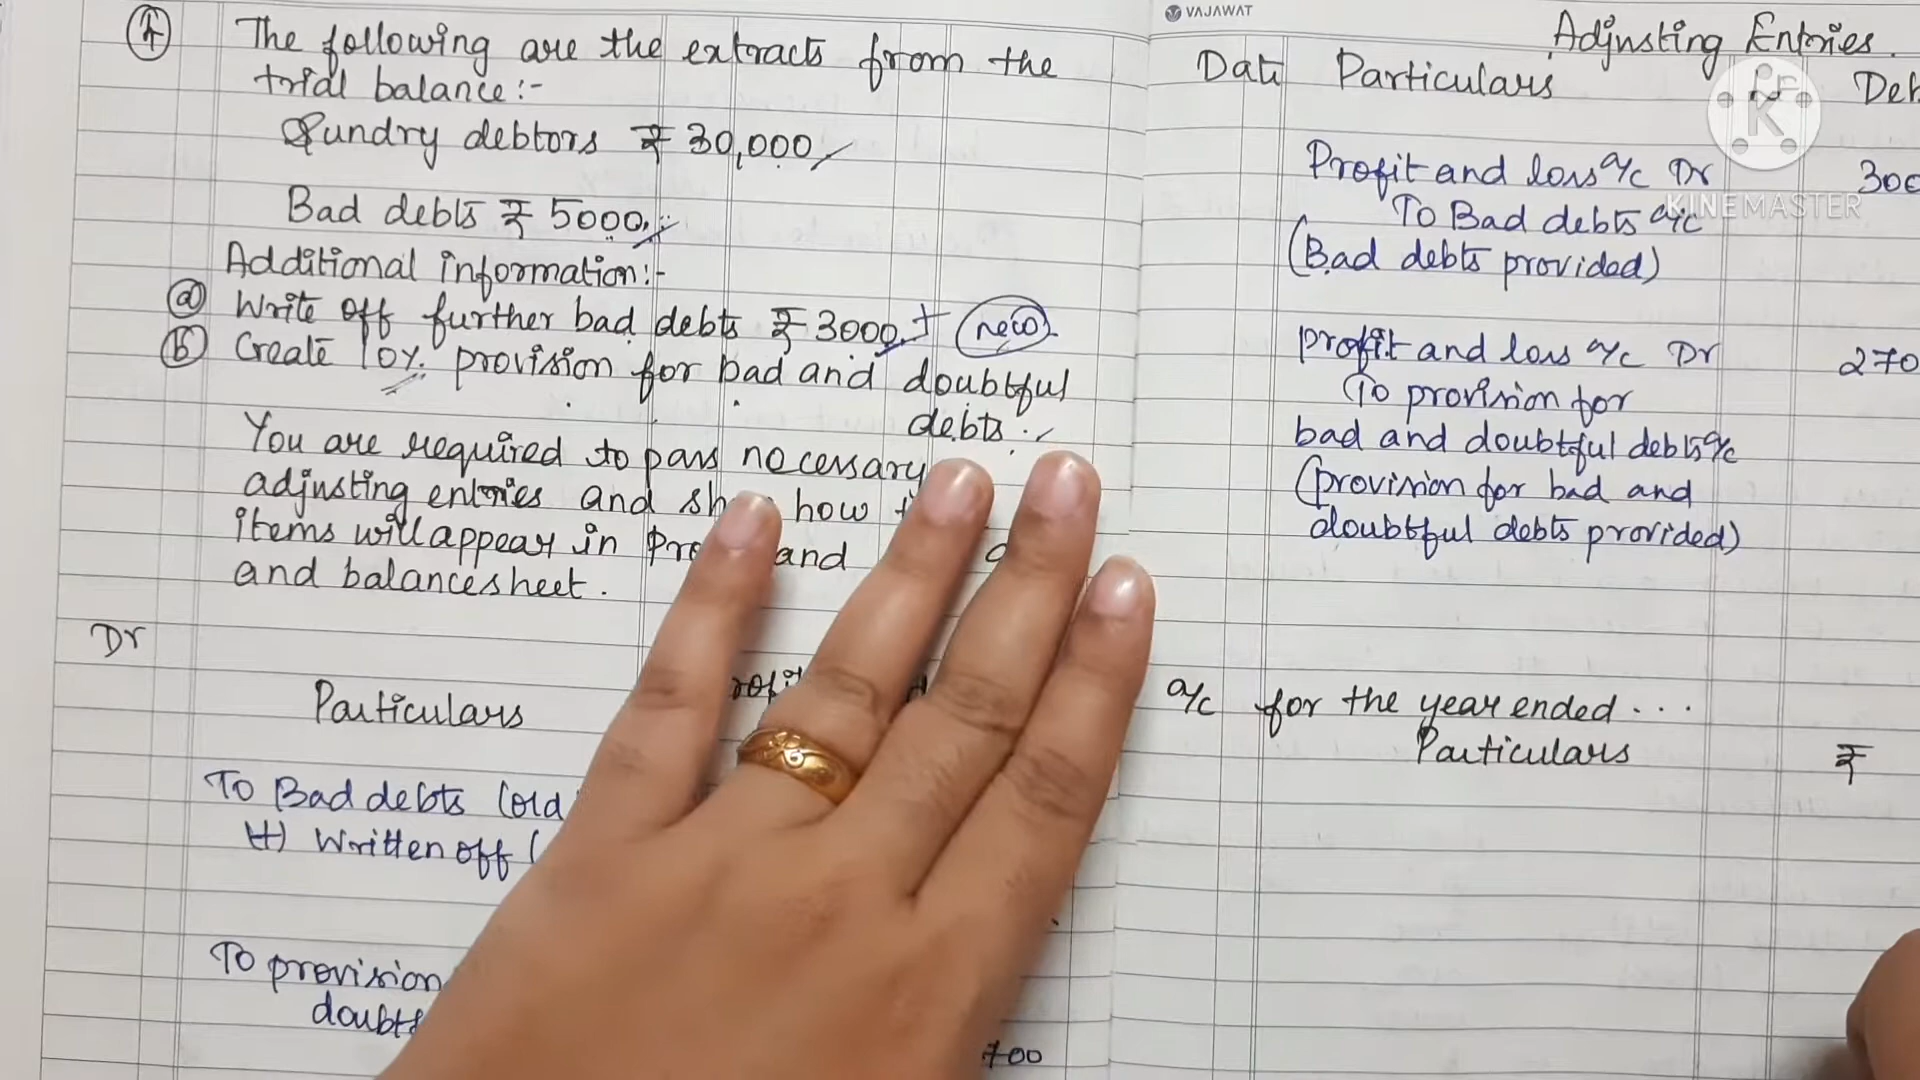 The following are the extracts from the
trial balance:-
Sundry debtors ₹ 30,000/
Bad debts ₹ 5000/-
Additional information:-
(a) Write off further bad debts ₹ 3000. + (new).
(b) Create 10% provision for bad and doubtful
debts.
You are required to pass necessary
adjusting entries and how
items will appear in and
and balancesheet.
Dr
Particulars
To Bad debts (old
(+) Written off (
To provision
doubt
700
VAJAWAT
Adjusting Entries.
Date Particulars Deb
Profit and loss a/c Dr 300
To Bad debts a/c
(Bad debts provided)
profit and loss a/c Dr 270
(To provision for
bad and doubtful debts a/c
(provision for bad and
doubtful debts provided)
a/c for the year ended ...
Particulars ₹
K
KINEMASTER